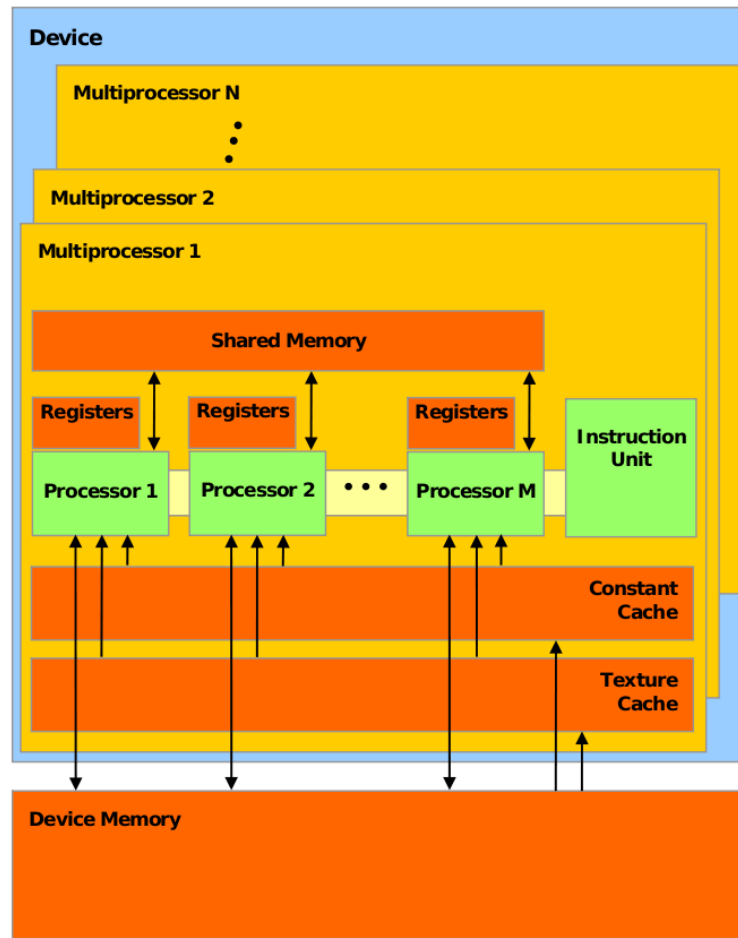 Device
Multiprocessor N
Multiprocessor 2
Multiprocessor 1
Shared Memory
Registers
Registers
Registers
Instruction
Unit
Processor 1
Processor 2
Processor M
Constant
Cache
Texture
Cache
Device Memory